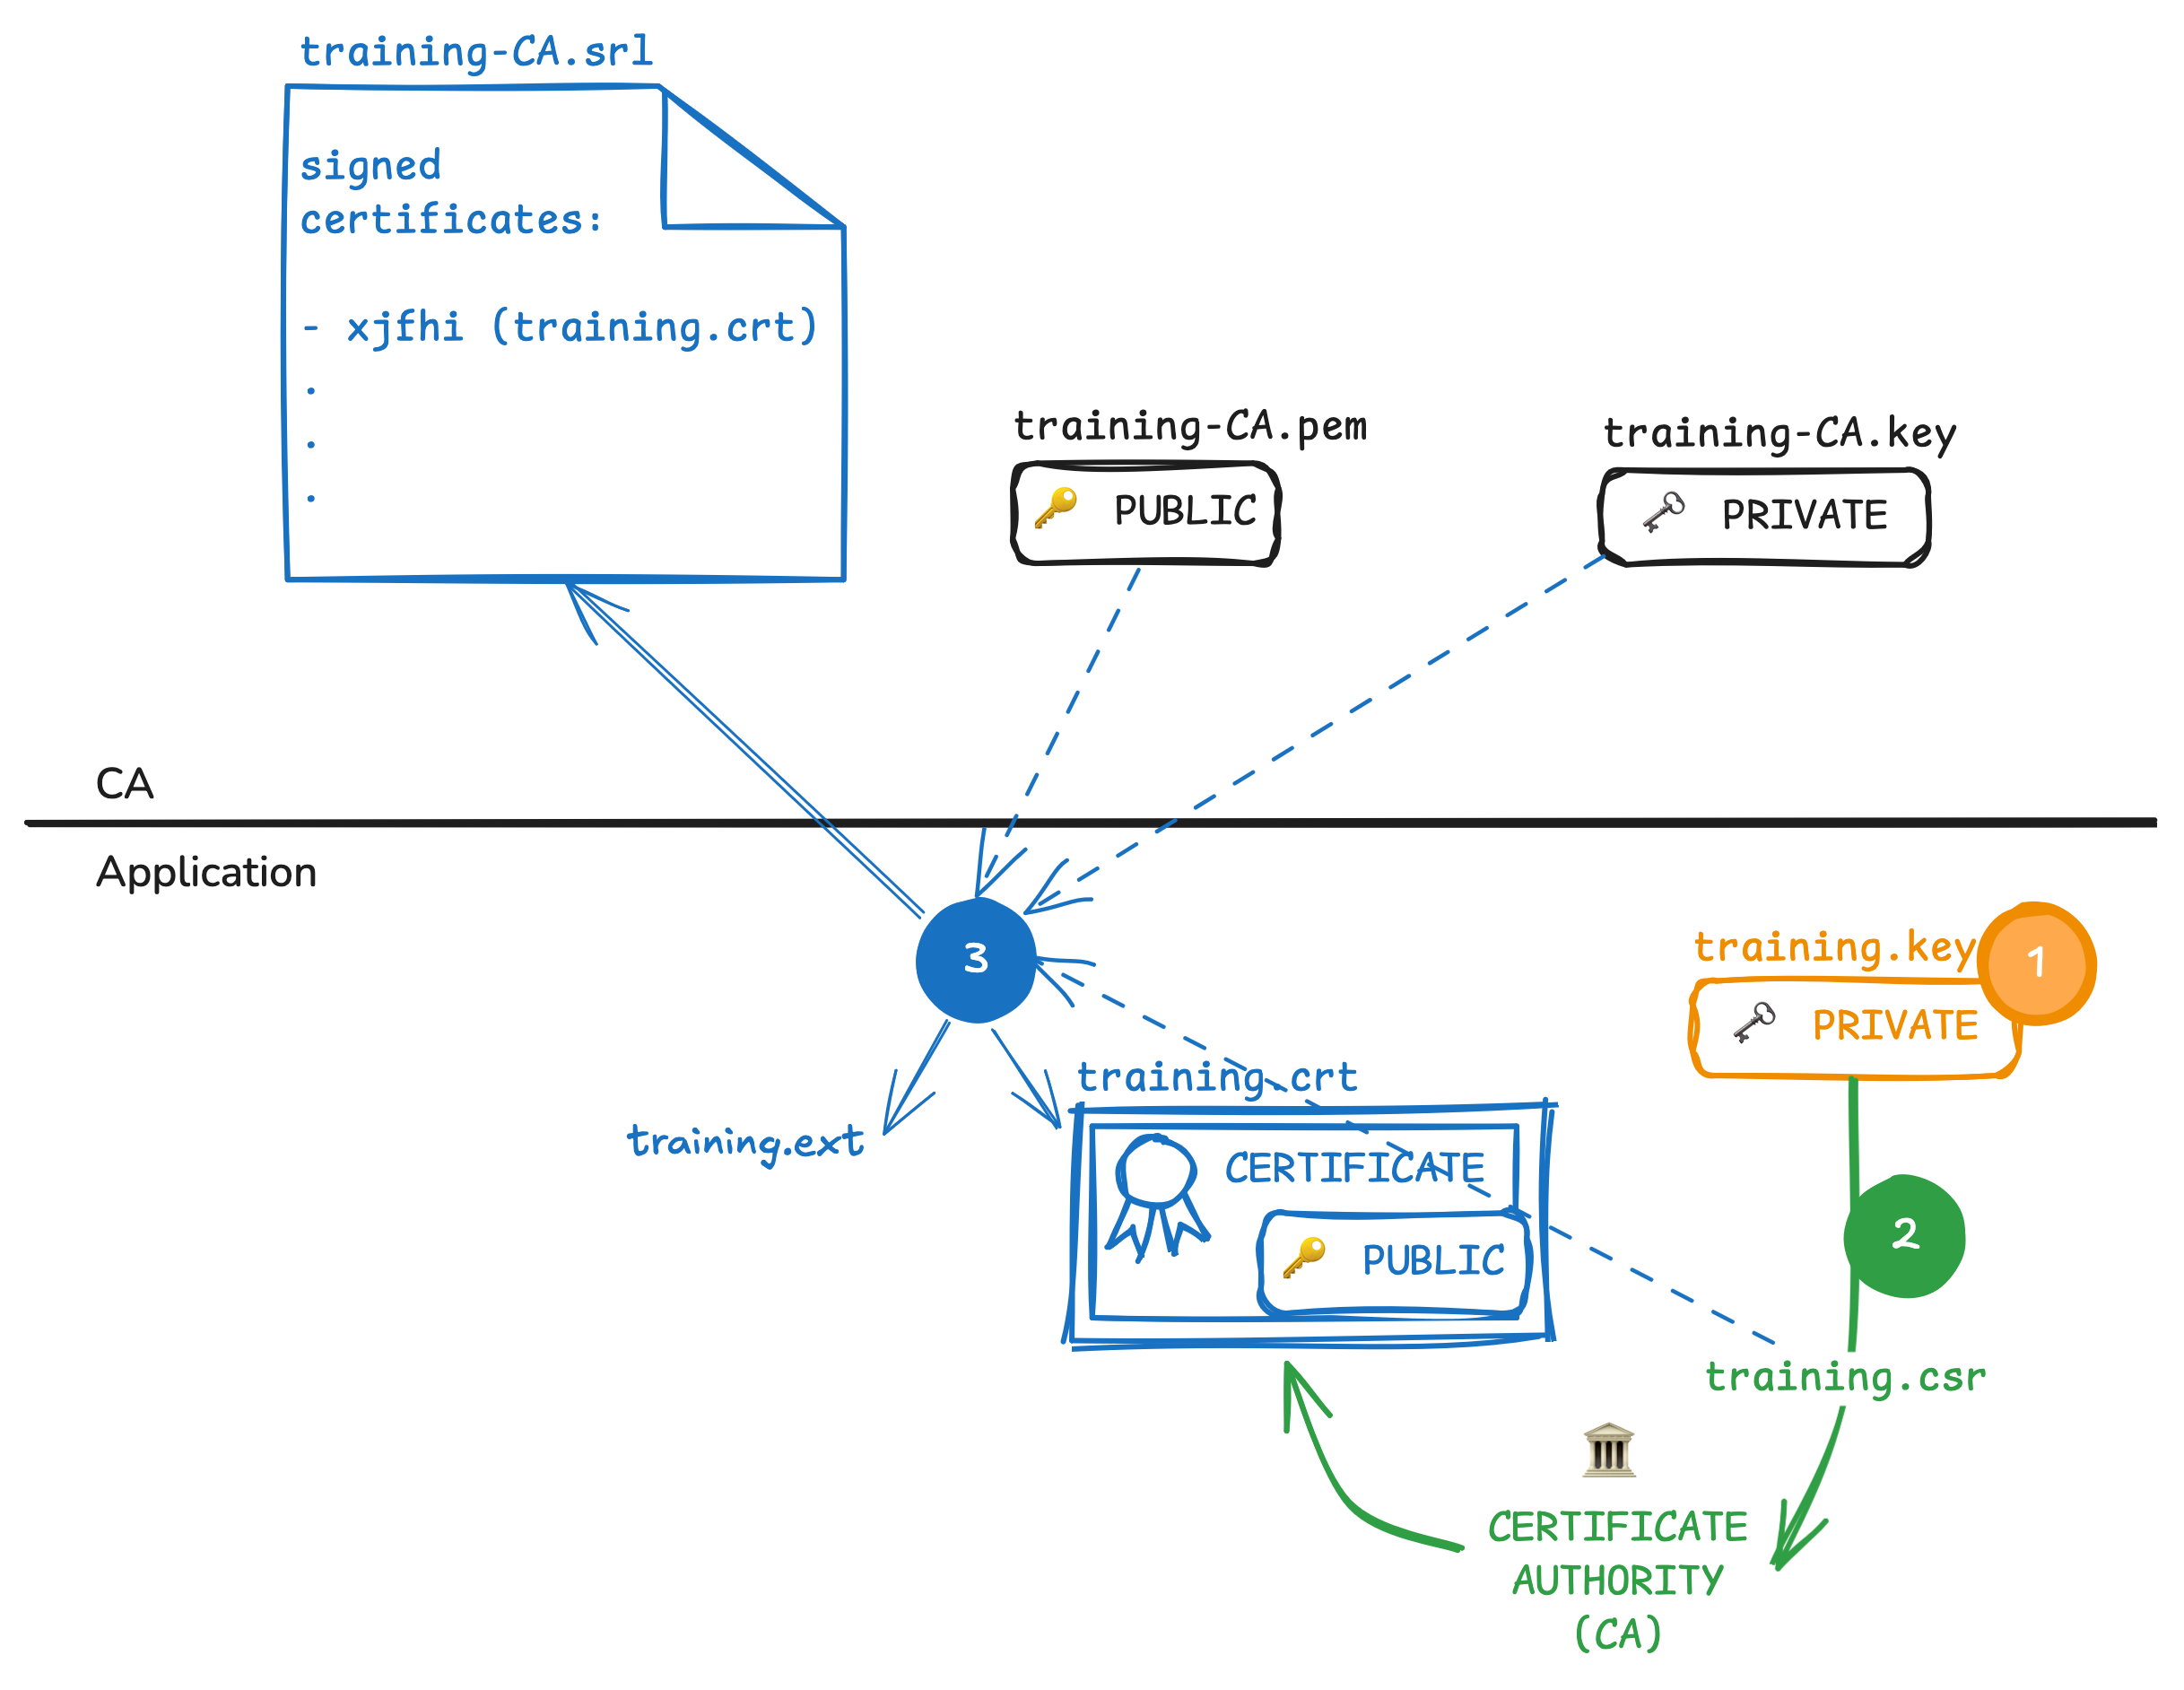 training-CA.srl
signed
certificates:
- xjfhi (training.crt)
.
.
.
training-CA.pem
PUBLIC
training-CA.key
PRIVATE
CA
Application
3
training.key
1
PRIVATE
training.ext
training.crt
CERTIFICATE
PUBLIC
2
training.csr
CERTIFICATE
AUTHORITY
(CA)